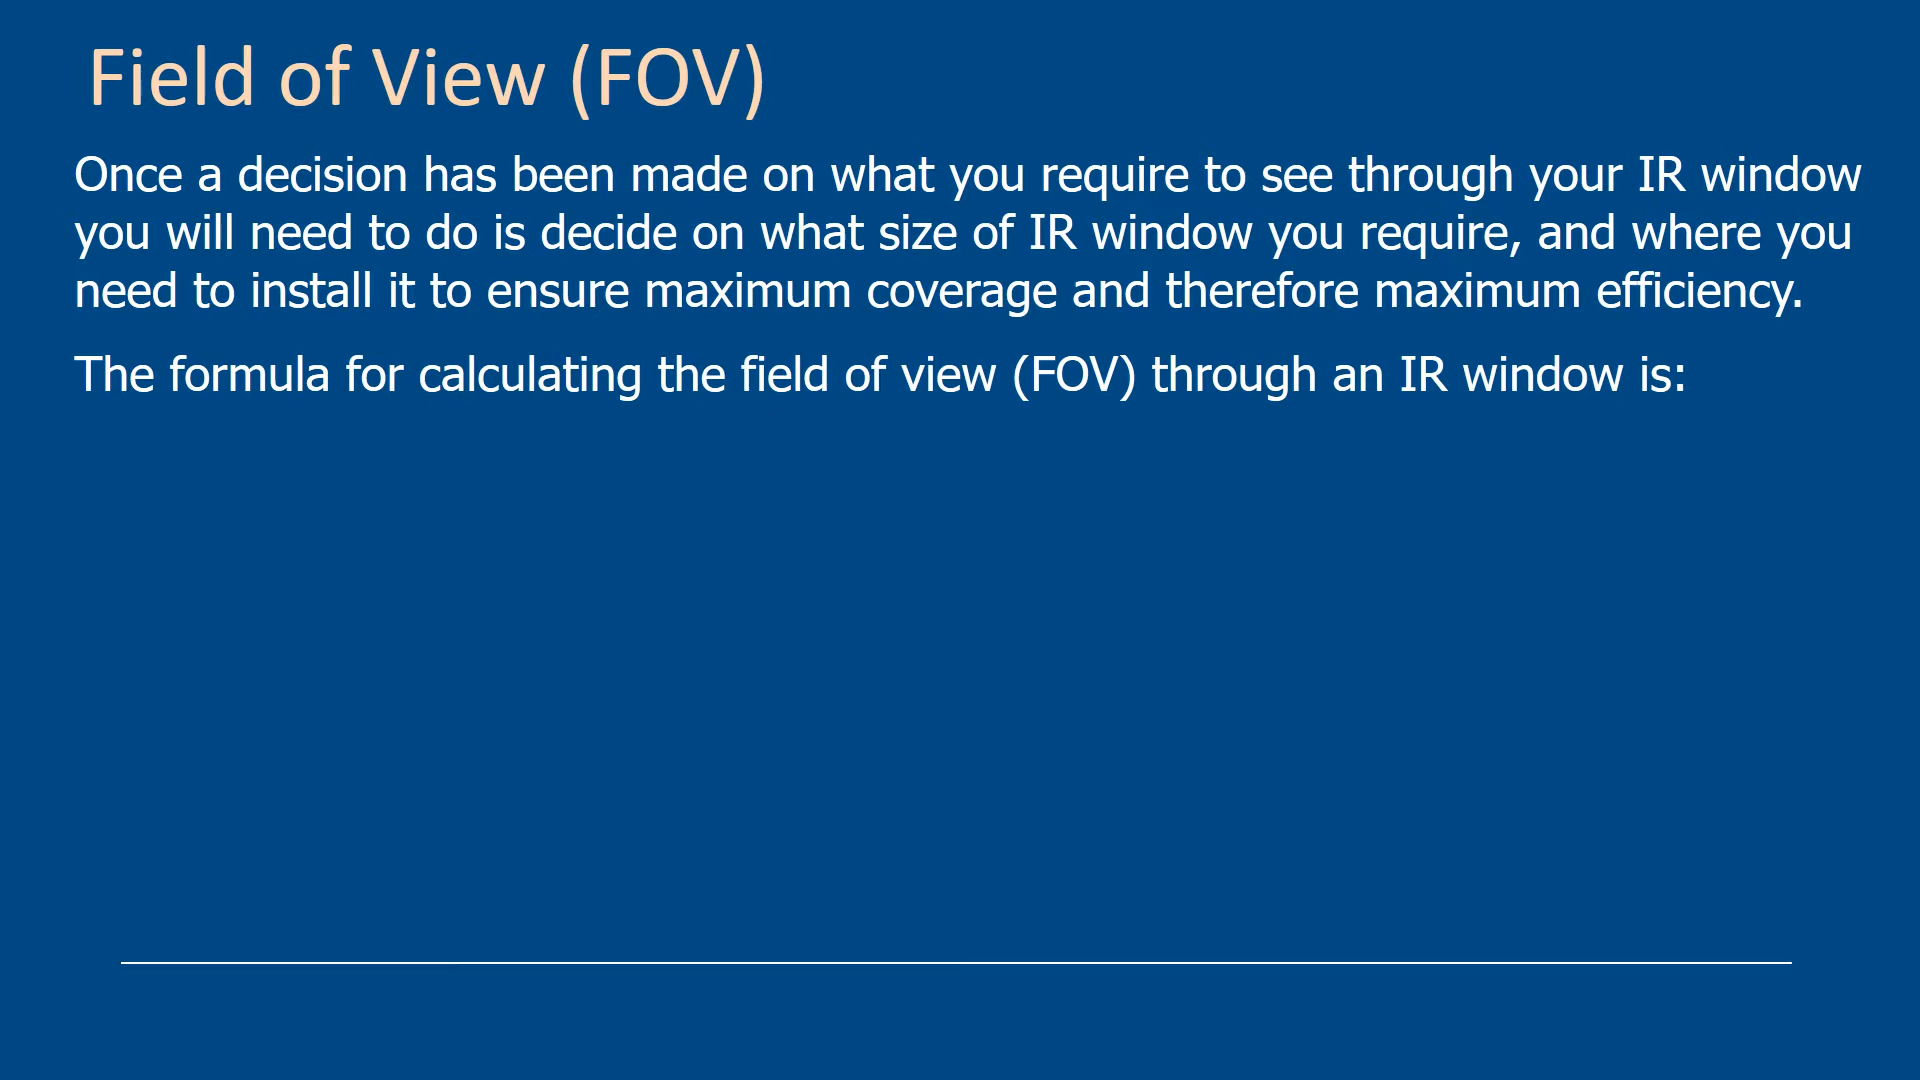 Field of View (FOV)
Once a decision has been made on what you require to see through your IR window
you will need to do is decide on what size of IR window you require, and where you
need to install it to ensure maximum coverage and therefore maximum efficiency.
The formula for calculating the field of view (FOV) through an IR window is: